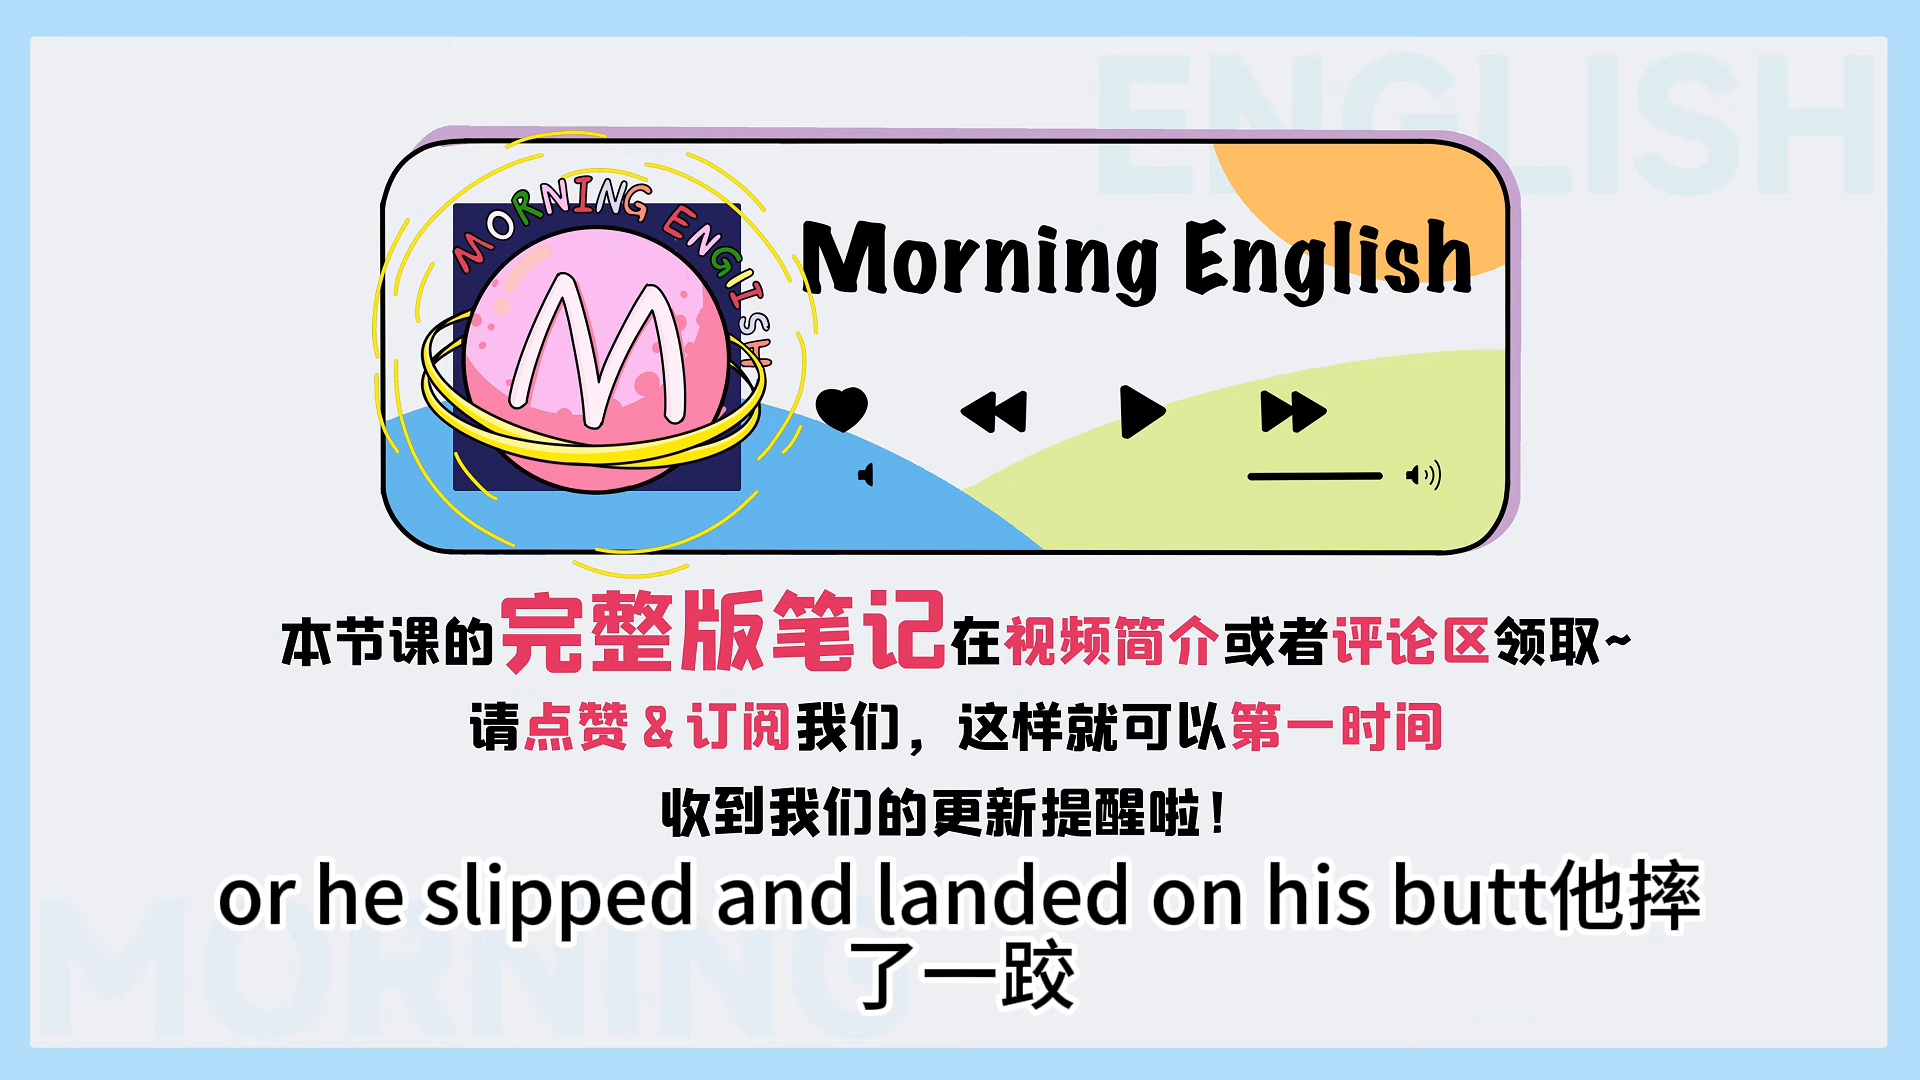 ENGLISH
MORNING ENGLISH
M
Morning English
本节课的完整版笔记在视频简介或者评论区领取~
请点赞&订阅我们，这样就可以第一时间
收到我们的更新提醒啦！
or he slipped and landed on his butt他摔
了一跤
MORNING